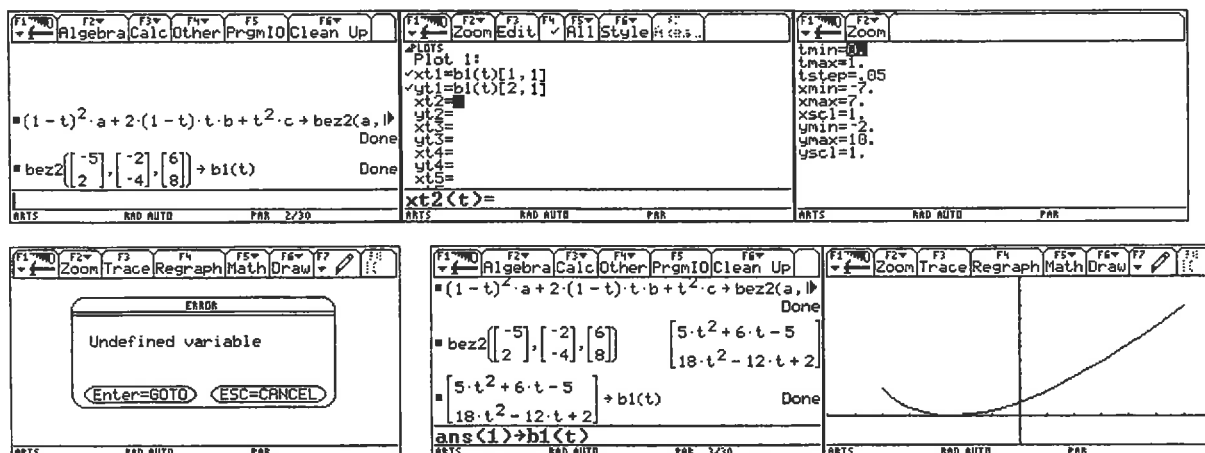 F1 F2 F3 F4 F5 F6
Algebra Calc Other PrgmIO Clean Up
▪(1 - t)²·a + 2·(1 - t)·t·b + t²·c → bez2(a, 
Done
▪bez2([-5 2], [-2 -4], [6 8]) → b1(t) Done
ARTS RAD AUTO PAR 2/30
F1 F2 F3 F4 F5 F6
Zoom Edit ✓ All Style
PLOTS
Plot 1:
✓xt1=b1(t)[1,1]
✓yt1=b1(t)[2,1]
xt2=
yt2=
xt3=
yt3=
xt4=
yt4=
xt5=
xt2(t)=
ARTS RAD AUTO PAR
F1 F2
Zoom
tmin=0.
tmax=1.
tstep=.05
xmin=-7.
xmax=7.
xscl=1.
ymin=-2.
ymax=10.
yscl=1.
ARTS RAD AUTO PAR
F1 F2 F3 F4 F5 F6 F7
Zoom Trace Regraph Math Draw
ERROR
Undefined variable
Enter=GOTO ESC=CANCEL
ARTS RAD AUTO PAR
F1 F2 F3 F4 F5 F6
Algebra Calc Other PrgmIO Clean Up
▪(1 - t)²·a + 2·(1 - t)·t·b + t²·c → bez2(a, 
Done
▪bez2([-5 2], [-2 -4], [6 8]) [5·t² + 6·t - 5 18·t² - 12·t + 2]
▪[5·t² + 6·t - 5 18·t² - 12·t + 2] → b1(t) Done
ans(1)→b1(t)
ARTS RAD AUTO PAR 3/30
F1 F2 F3 F4 F5 F6 F7
Zoom Trace Regraph Math Draw
ARTS RAD AUTO PAR